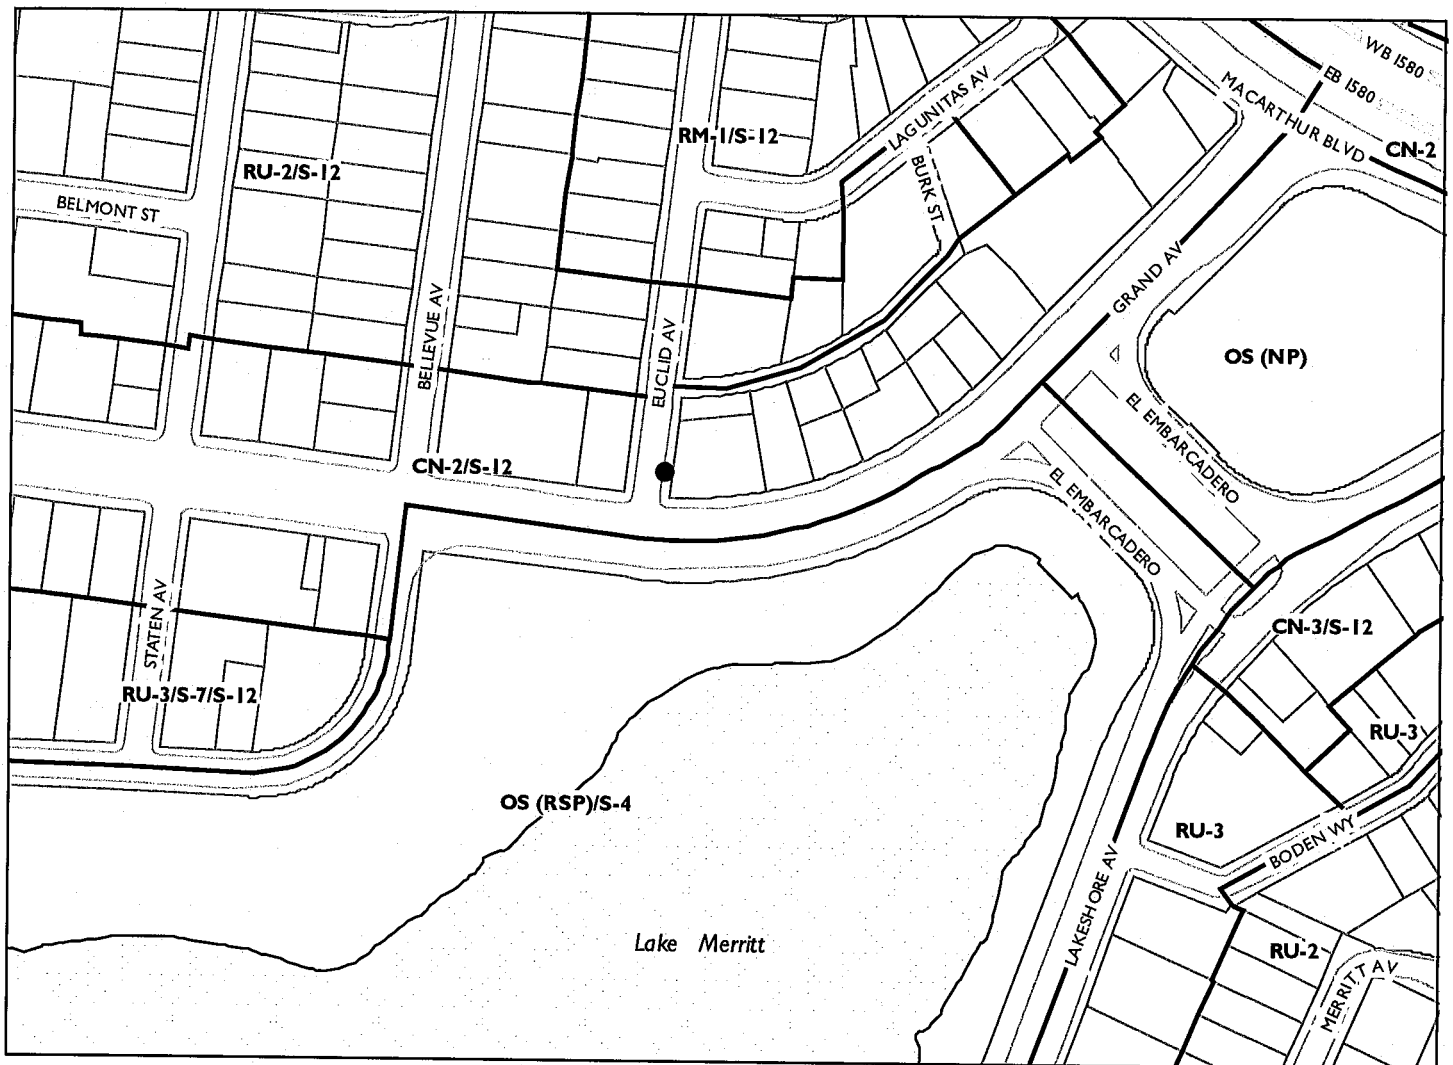 WB I580
EB I580
MACARTHUR BLVD
CN-2
LAGUNITAS AV
RM-1/S-12
BURK ST
RU-2/S-12
BELMONT ST
GRAND AV
BELLEVUE AV
EUCLID AV
OS (NP)
EL EMBARCADERO
CN-2/S-12
EL EMBARCADERO
STATEN AV
CN-3/S-12
RU-3/S-7/S-12
RU-3
OS (RSP)/S-4
RU-3
BODEN WY
LAKESHORE AV
Lake Merritt
RU-2
MERRITT AV